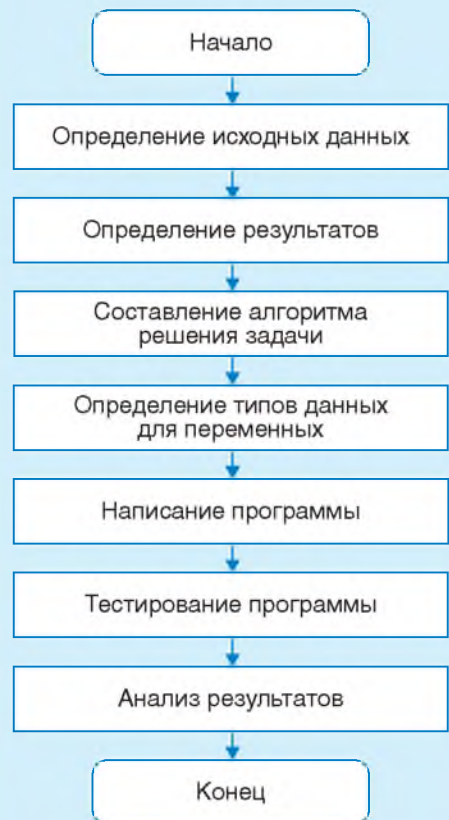 Начало
Определение исходных данных
Определение результатов
Составление алгоритма
решения задачи
Определение типов данных
для переменных
Написание программы
Тестирование программы
Анализ результатов
Конец